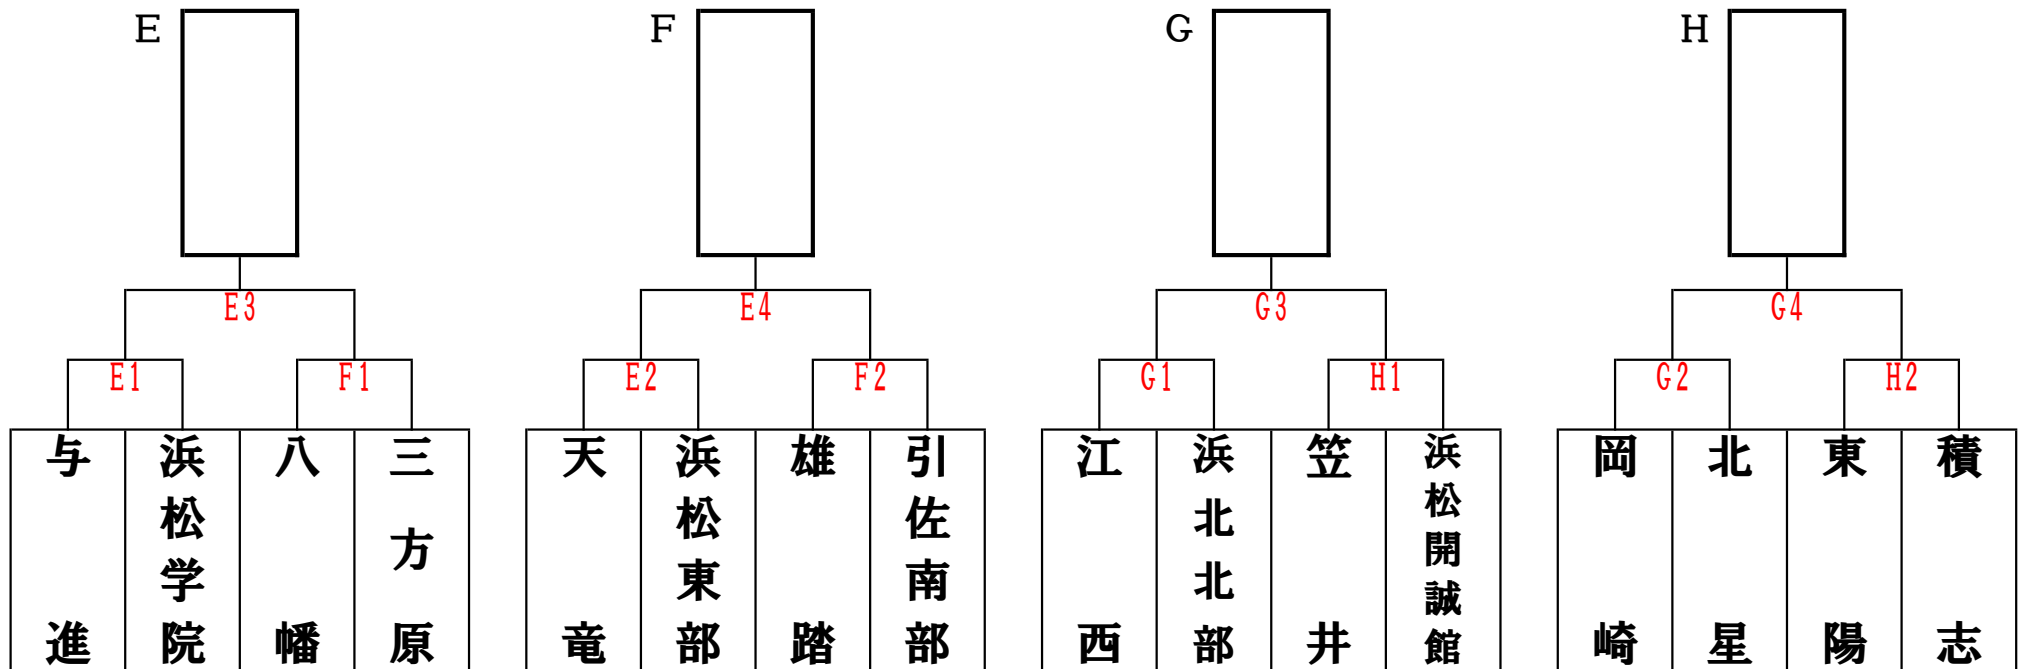 E
F
G
H
E3
E4
G3
G4
E1
F1
E2
F2
G1
H1
G2
H2
与進
浜松学院
八幡
三方原
天竜
浜松東部
雄踏
引佐南部
江西
浜北北部
笠井
浜松開誠館
岡崎
北星
東陽
積志